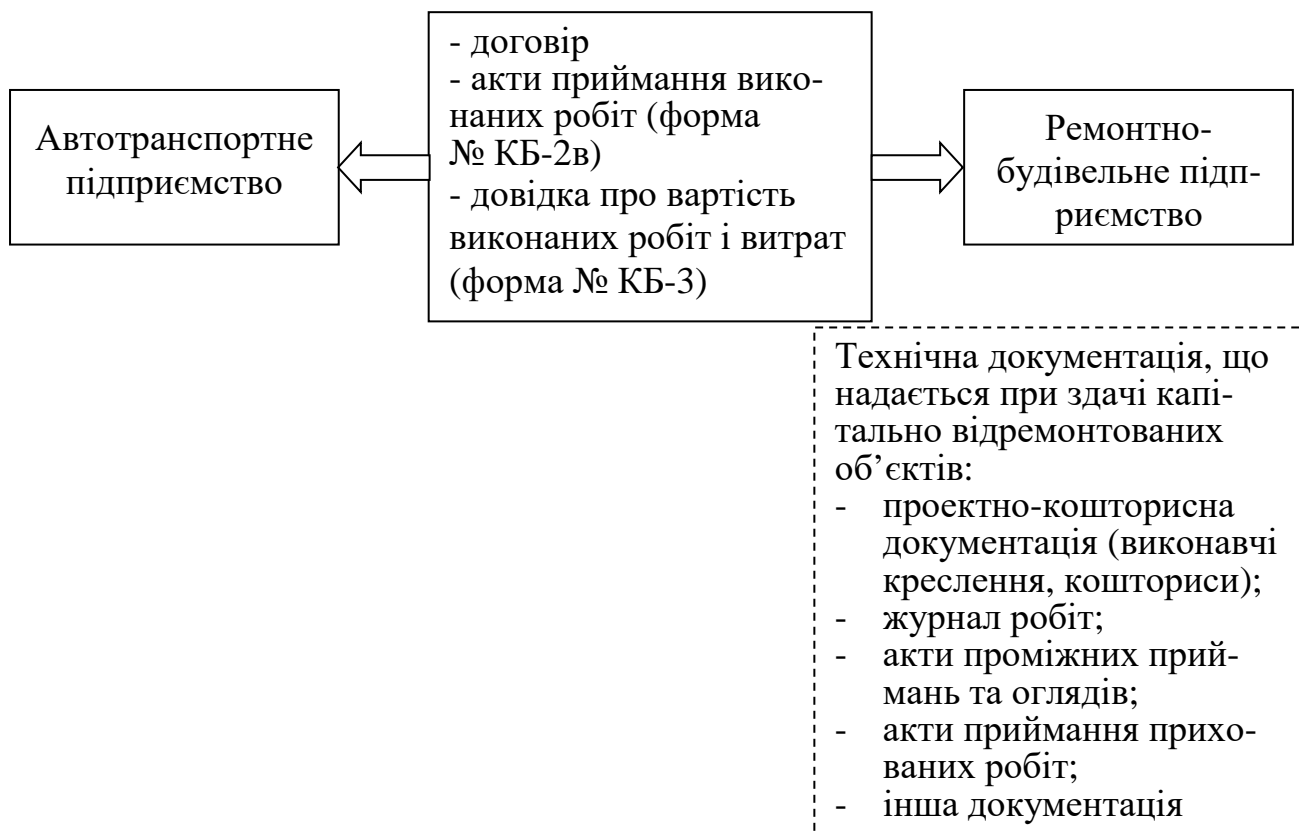 Автотранспортне
підприємство
- договір
- акти приймання вико-
наних робіт (форма
№ КБ-2в)
- довідка про вартість
виконаних робіт і витрат
(форма № КБ-3)
Ремонтно-
будівельне підп-
риємство
Технічна документація, що
надається при здачі капі-
тально відремонтованих
об’єктів:
- проектно-кошторисна
документація (виконавчі
креслення, кошториси);
- журнал робіт;
- акти проміжних прий-
мань та оглядів;
- акти приймання прихо-
ваних робіт;
- інша документація